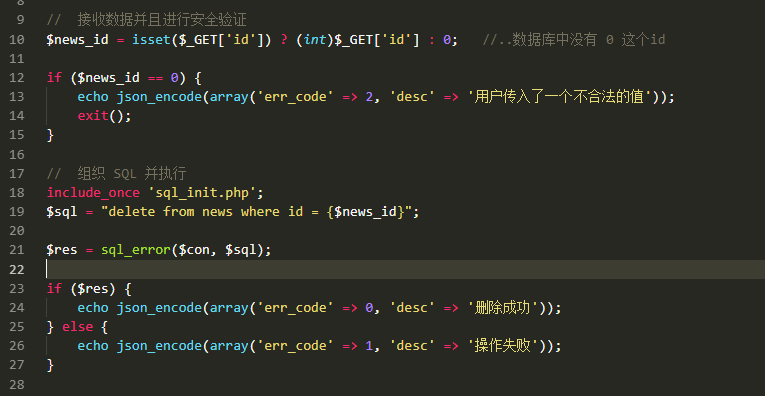 8
9 //  接收数据并且进行安全验证
10 $news_id = isset($_GET['id']) ? (int)$_GET['id'] : 0;   //..数据库中没有 0 这个id
11
12 if ($news_id == 0) {
13     echo json_encode(array('err_code' => 2, 'desc' => '用户传入了一个不合法的值'));
14     exit();
15 }
16
17 //  组织 SQL 并执行
18 include_once 'sql_init.php';
19 $sql = "delete from news where id = {$news_id}";
20
21 $res = sql_error($con, $sql);
22
23 if ($res) {
24     echo json_encode(array('err_code' => 0, 'desc' => '删除成功'));
25 } else {
26     echo json_encode(array('err_code' => 1, 'desc' => '操作失败'));
27 }
28